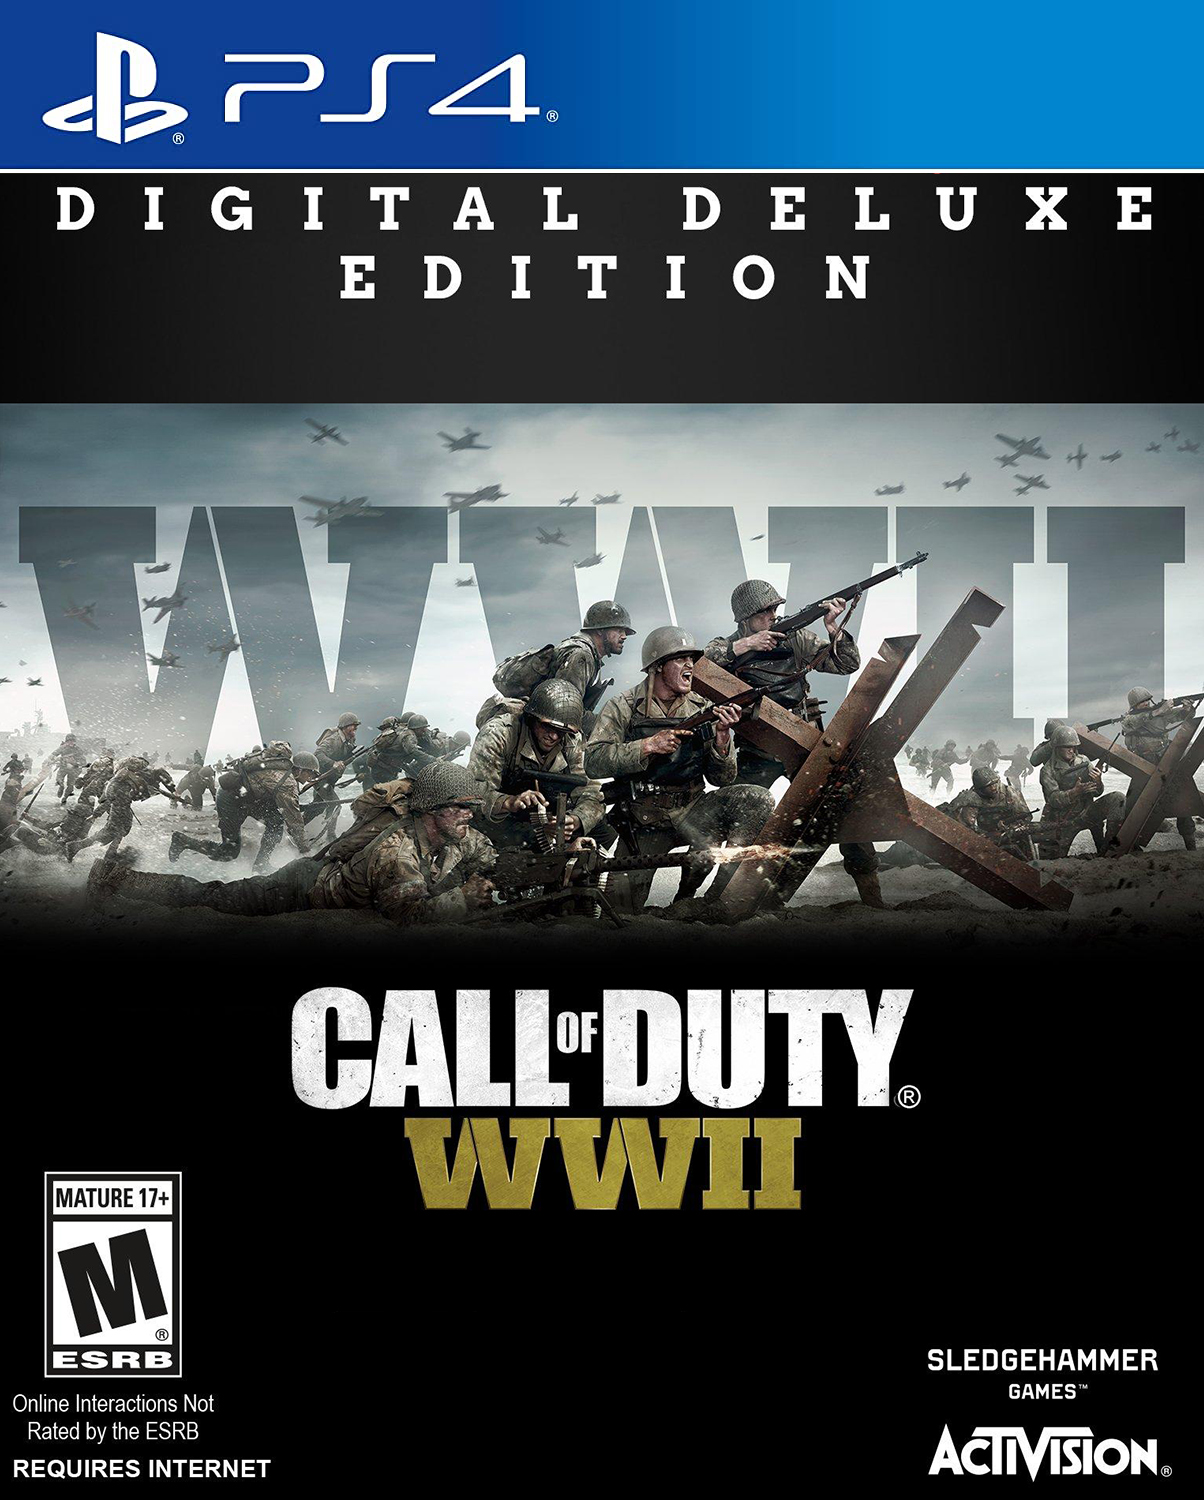 PS4®
DIGITAL DELUXE
EDITION
WWII
CALL OF DUTY®
WWII
MATURE 17+
M®
ESRB
Online Interactions Not
Rated by the ESRB
REQUIRES INTERNET
SLEDGEHAMMER
GAMES™
ACTIVISION®